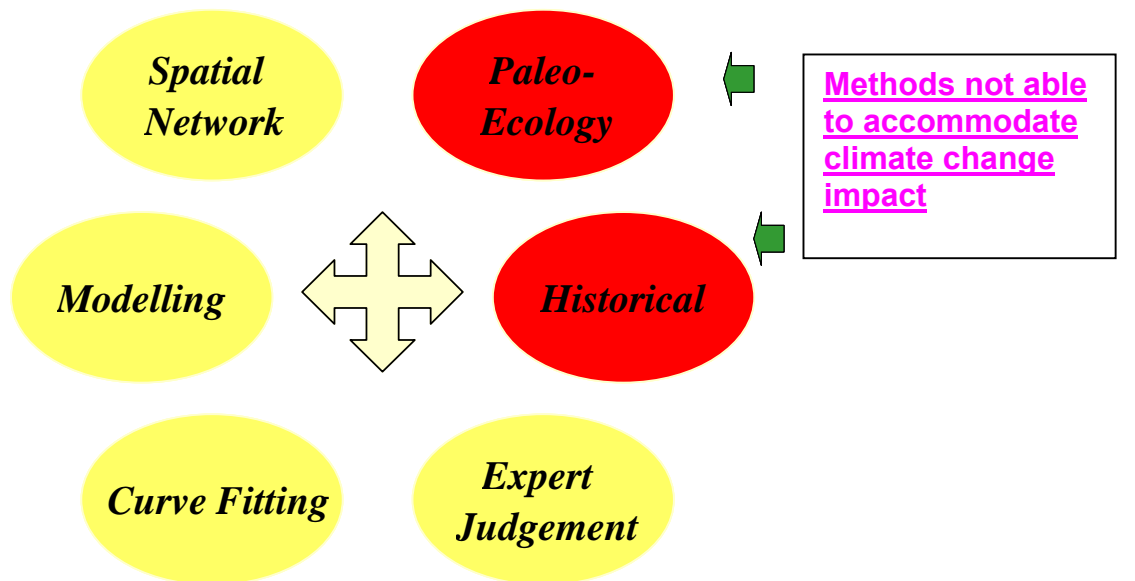 Spatial
Network
Paleo-
Ecology
Methods not able
to accommodate
climate change
impact
Modelling
Historical
Curve Fitting
Expert
Judgement